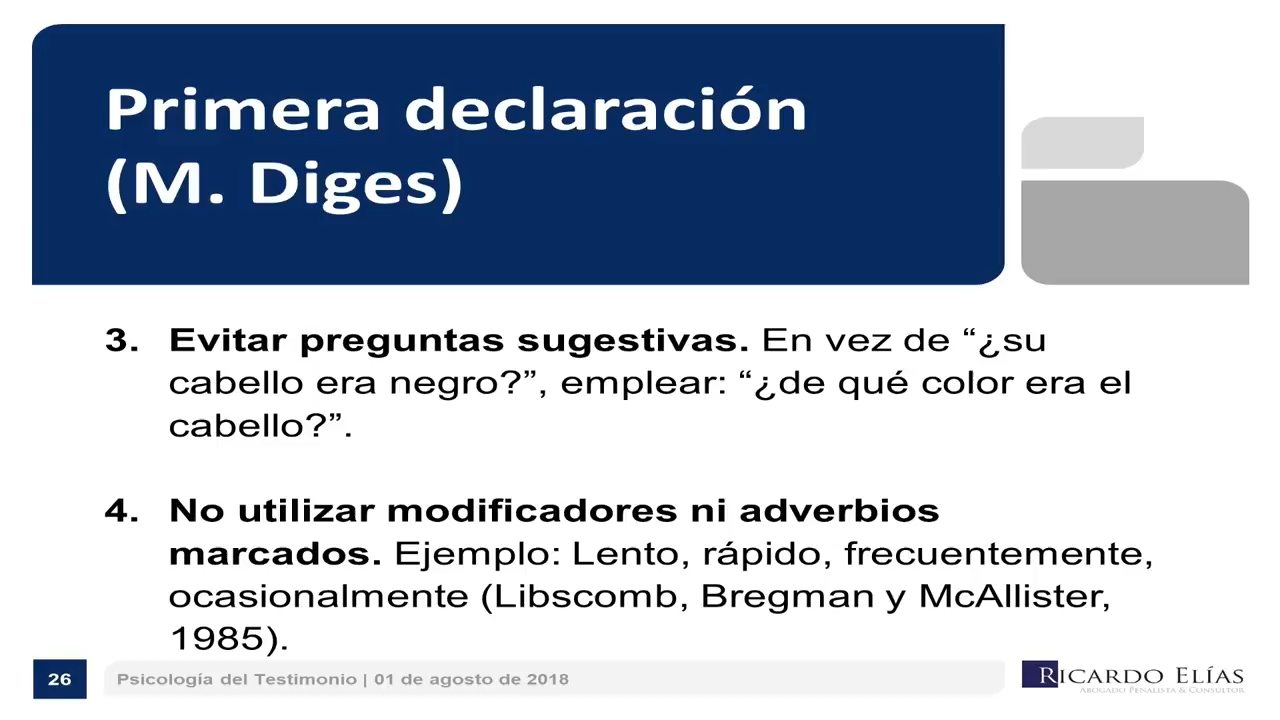 Primera declaración
(M. Diges)
3. Evitar preguntas sugestivas. En vez de “¿su
cabello era negro?”, emplear: “¿de qué color era el
cabello?”.
4. No utilizar modificadores ni adverbios
marcados. Ejemplo: Lento, rápido, frecuentemente,
ocasionalmente (Libscomb, Bregman y McAllister,
1985).
26 Psicología del Testimonio | 01 de agosto de 2018
RICARDO ELÍAS
ABOGADO PENALISTA & CONSULTOR